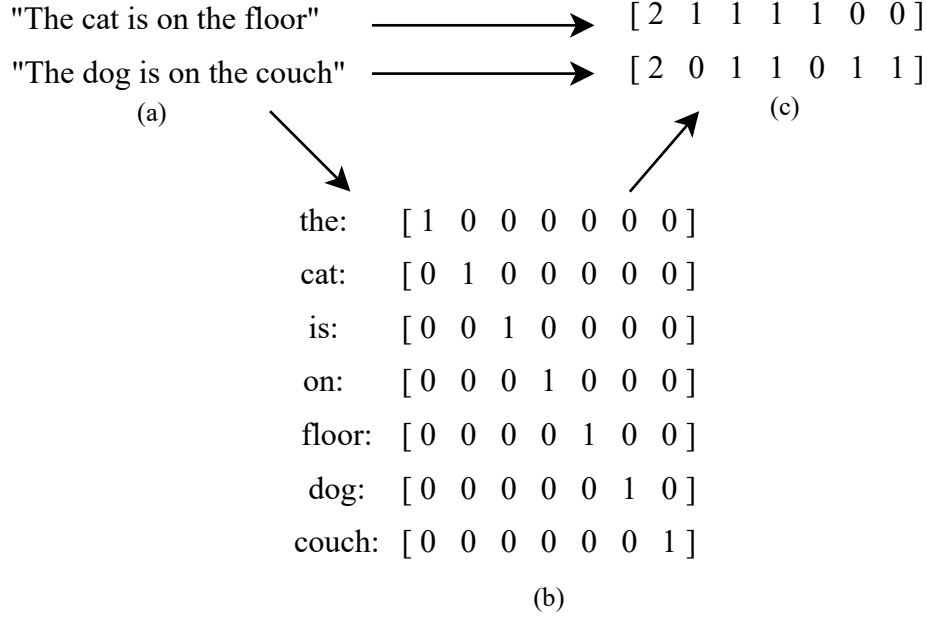 "The cat is on the floor" [ 2 1 1 1 1 0 0 ]
"The dog is on the couch" [ 2 0 1 1 0 1 1 ]
(a) (c)
the: [ 1 0 0 0 0 0 0 ]
cat: [ 0 1 0 0 0 0 0 ]
is: [ 0 0 1 0 0 0 0 ]
on: [ 0 0 0 1 0 0 0 ]
floor: [ 0 0 0 0 1 0 0 ]
dog: [ 0 0 0 0 0 1 0 ]
couch: [ 0 0 0 0 0 0 1 ]
(b)